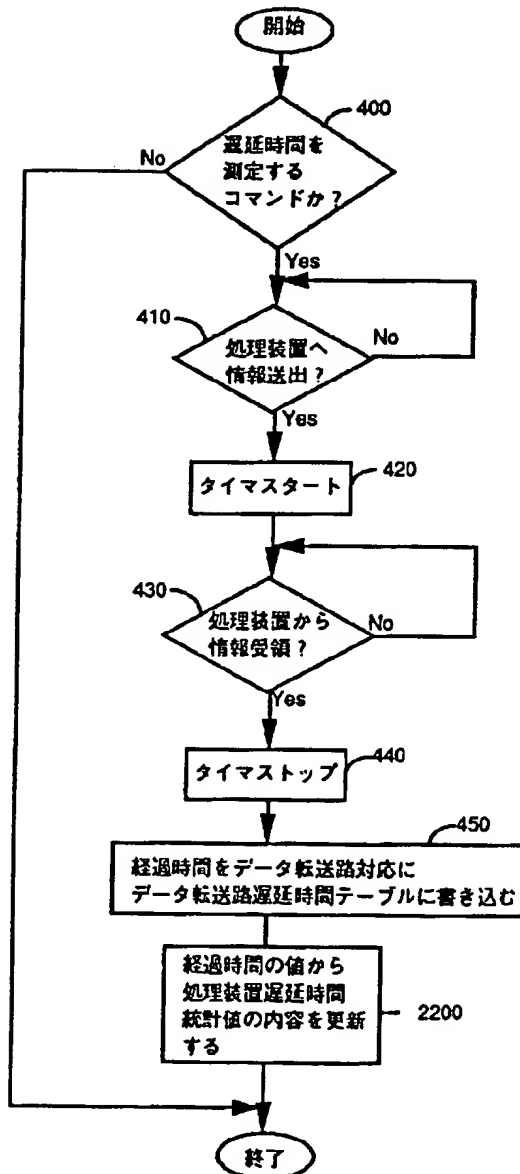 開始
400
遅延時間を
測定する
コマンドか？
No
Yes
410
処理装置へ
情報送出？
No
Yes
タイマスタート
420
430
処理装置から
情報受領？
No
Yes
タイマストップ
440
450
経過時間をデータ転送路対応に
データ転送路遅延時間テーブルに書き込む
経過時間の値から
処理装置遅延時間
統計値の内容を更新
する
2200
終了